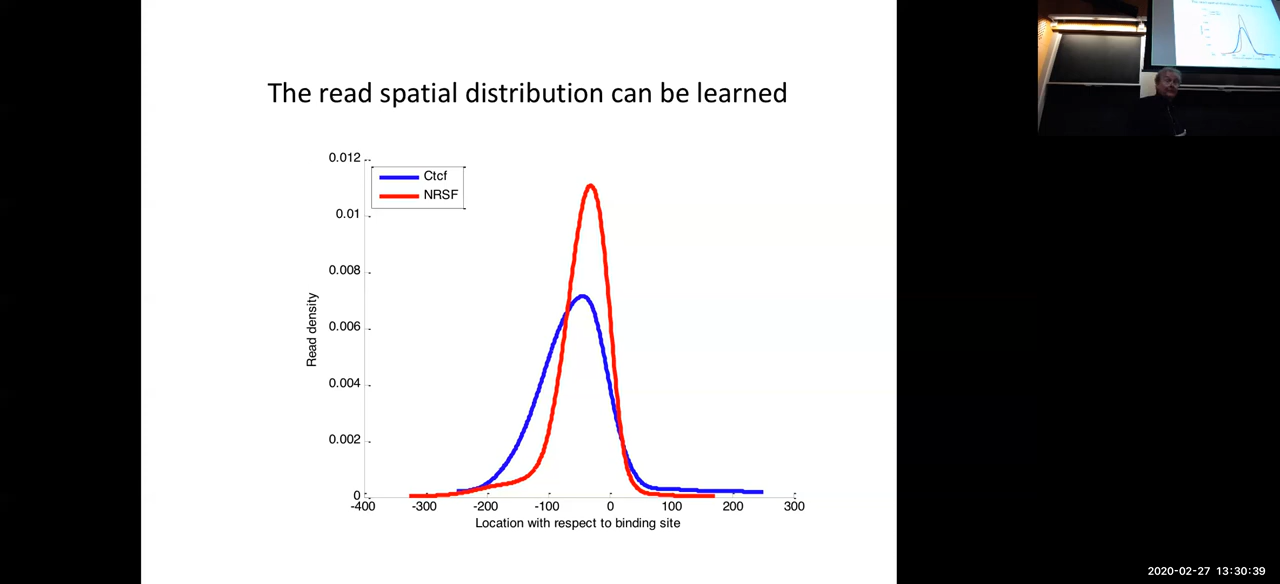 The read spatial distribution can be learned
0.012
Ctcf
NRSF
0.01
0.008
0.006
0.004
0.002
0
Read density
-400 -300 -200 -100 0 100 200 300
Location with respect to binding site
2020-02-27 13:30:39